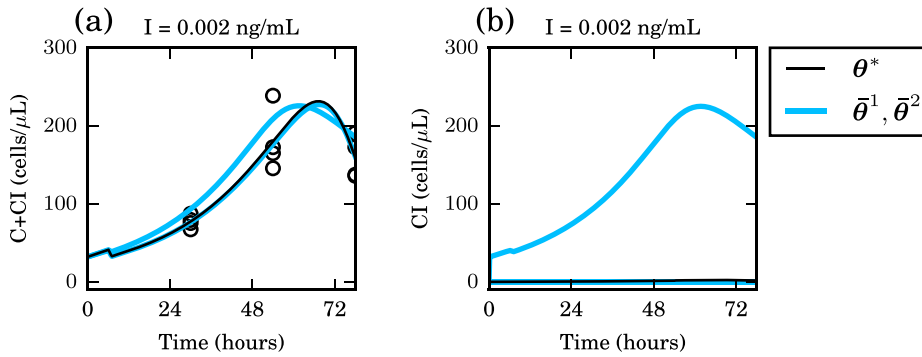 (a)
I = 0.002 ng/mL
C+CI (cells/μL)
300
200
100
0
0 24 48 72
Time (hours)
(b)
I = 0.002 ng/mL
CI (cells/μL)
300
200
100
0
0 24 48 72
Time (hours)
θ*
θ̄¹, θ̄²